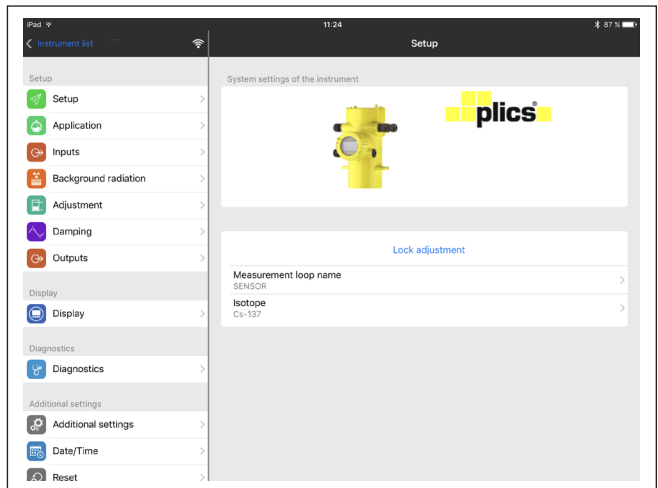 iPad
11:24
87 %
Instrument list
Setup
Setup
Setup
Application
Inputs
Background radiation
Adjustment
Damping
Outputs
Display
Display
Diagnostics
Diagnostics
Additional settings
Additional settings
Date/Time
Reset
System settings of the instrument
plics
Lock adjustment
Measurement loop name
SENSOR
Isotope
Cs-137